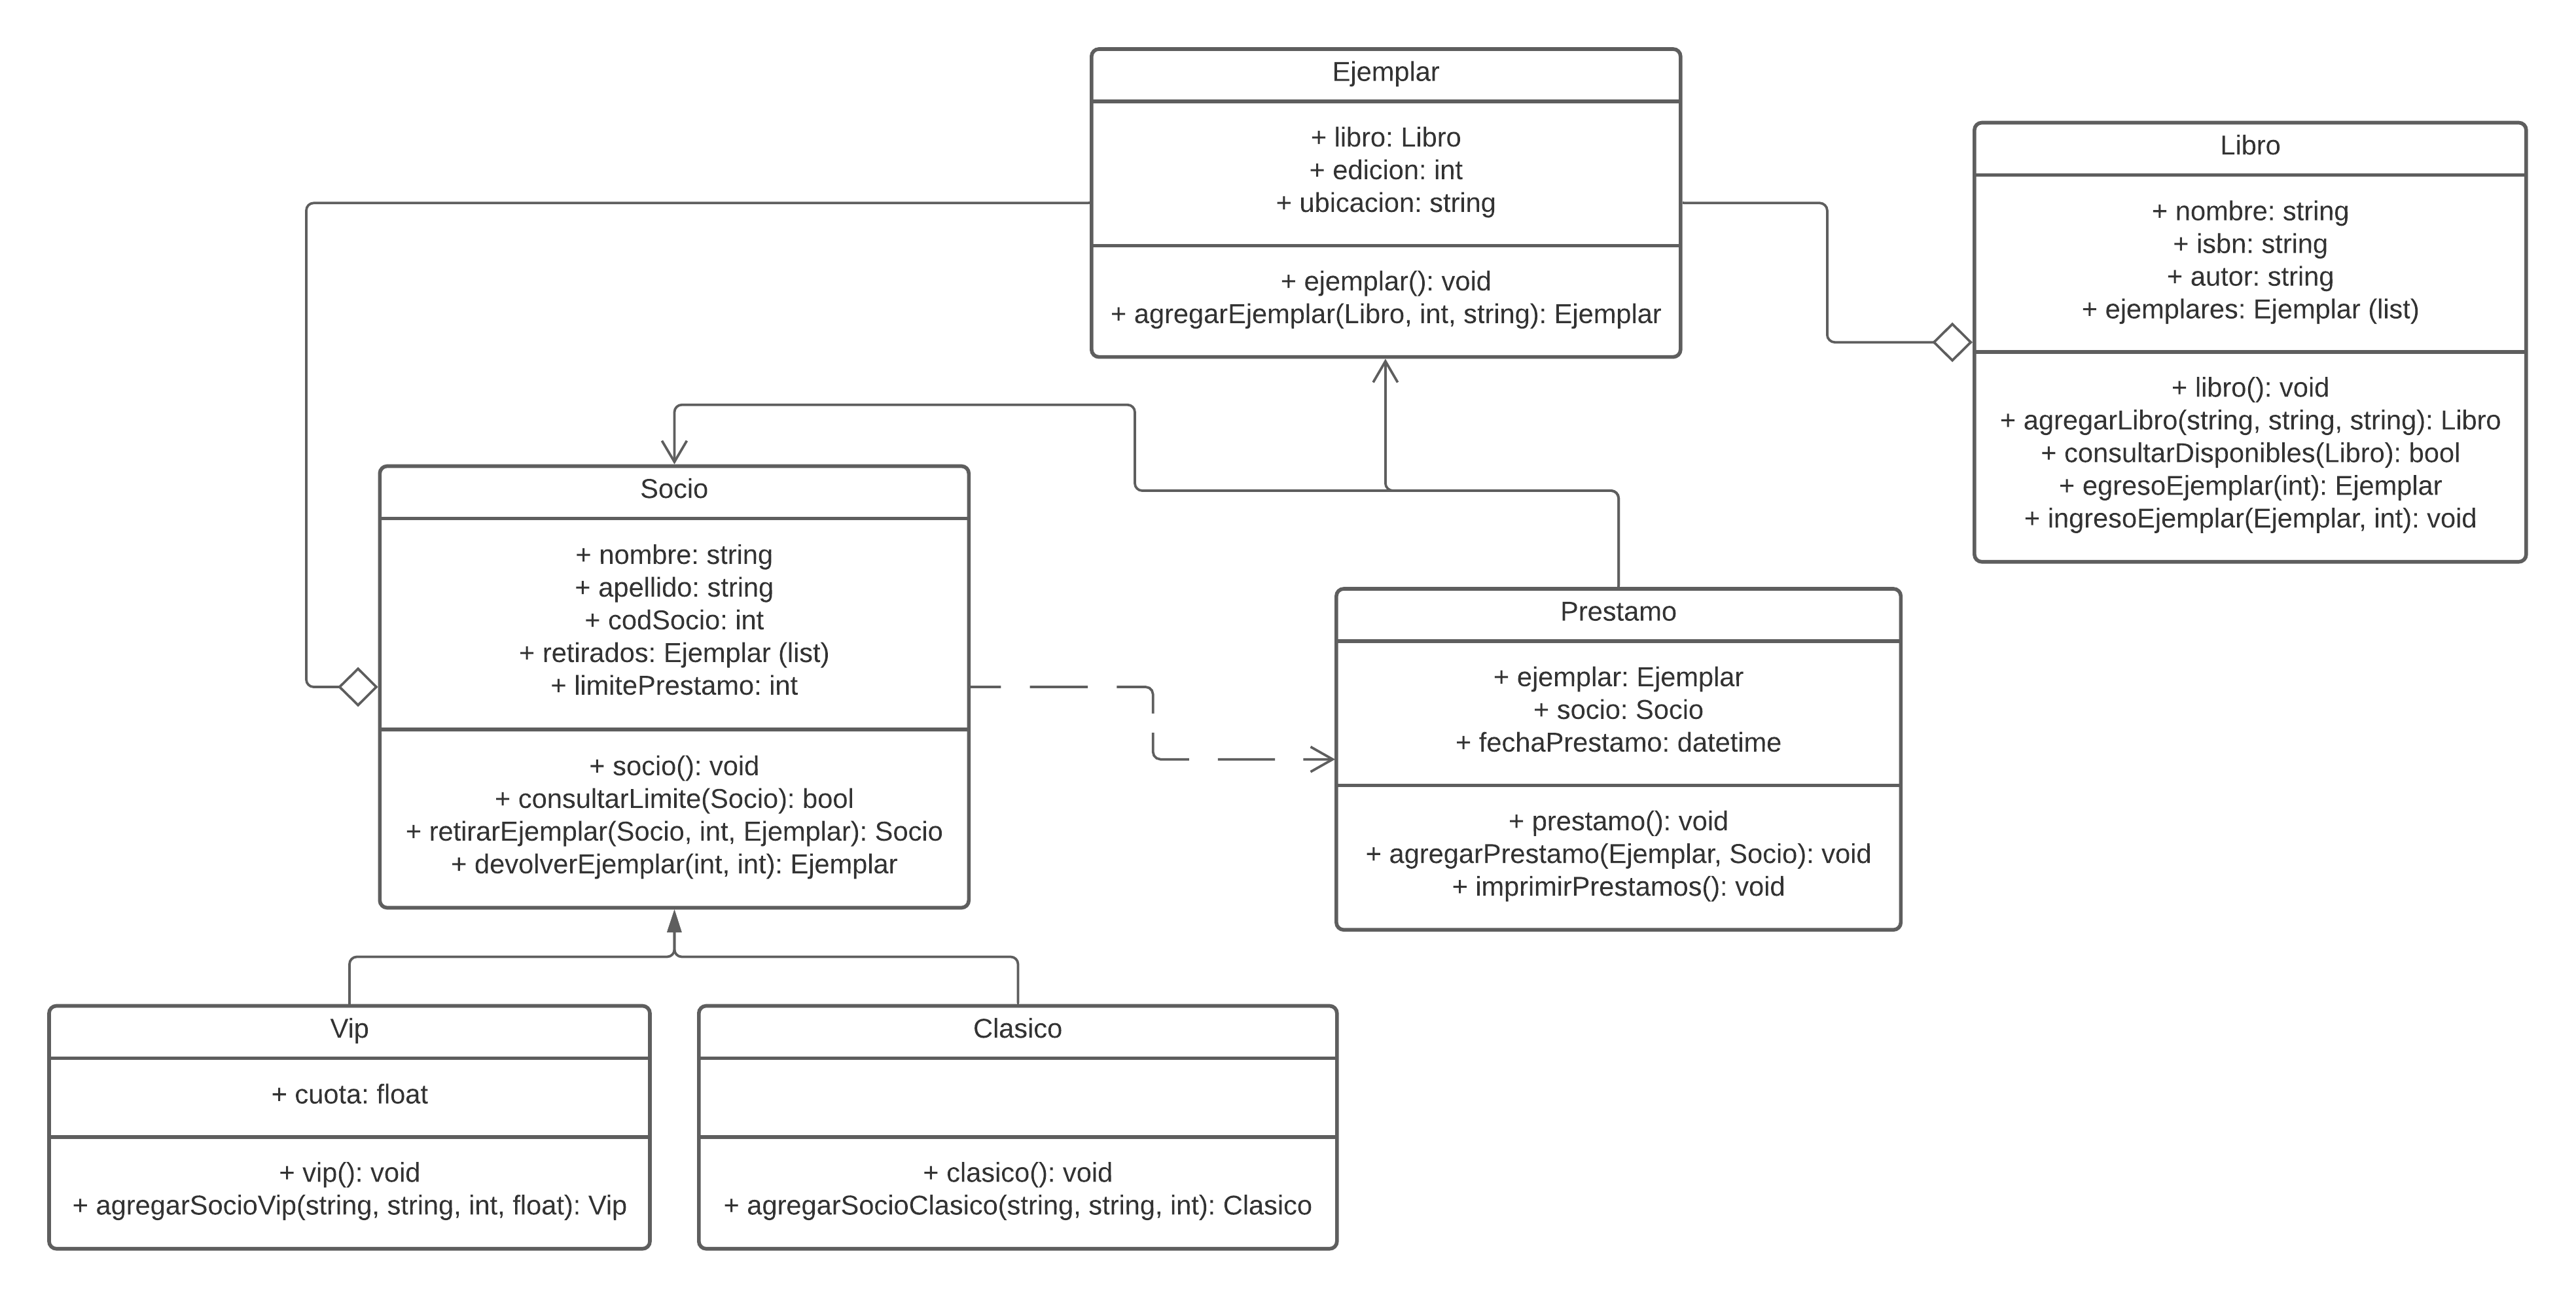 Ejemplar
+ libro: Libro
+ edicion: int
+ ubicacion: string
+ ejemplar(): void
+ agregarEjemplar(Libro, int, string): Ejemplar
Libro
+ nombre: string
+ isbn: string
+ autor: string
+ ejemplares: Ejemplar (list)
+ libro(): void
+ agregarLibro(string, string, string): Libro
+ consultarDisponibles(Libro): bool
+ egresoEjemplar(int): Ejemplar
+ ingresoEjemplar(Ejemplar, int): void
Socio
+ nombre: string
+ apellido: string
+ codSocio: int
+ retirados: Ejemplar (list)
+ limitePrestamo: int
+ socio(): void
+ consultarLimite(Socio): bool
+ retirarEjemplar(Socio, int, Ejemplar): Socio
+ devolverEjemplar(int, int): Ejemplar
Prestamo
+ ejemplar: Ejemplar
+ socio: Socio
+ fechaPrestamo: datetime
+ prestamo(): void
+ agregarPrestamo(Ejemplar, Socio): void
+ imprimirPrestamos(): void
Vip
+ cuota: float
+ vip(): void
+ agregarSocioVip(string, string, int, float): Vip
Clasico
+ clasico(): void
+ agregarSocioClasico(string, string, int): Clasico